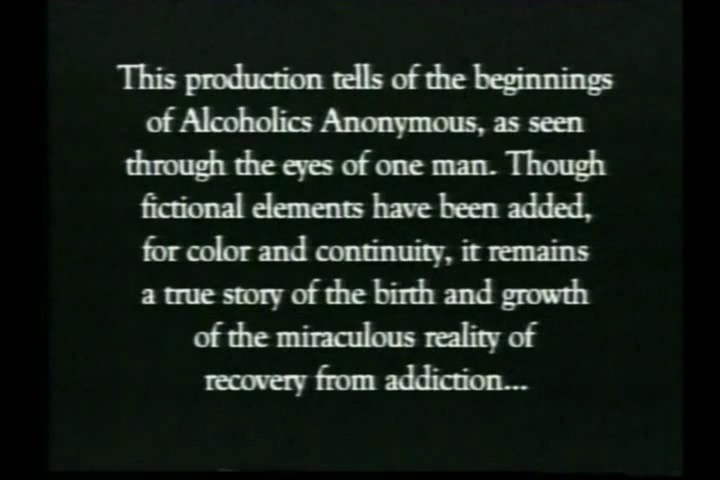 This production tells of the beginnings
of Alcoholics Anonymous, as seen
through the eyes of one man. Though
fictional elements have been added,
for color and continuity, it remains
a true story of the birth and growth
of the miraculous reality of
recovery from addiction...